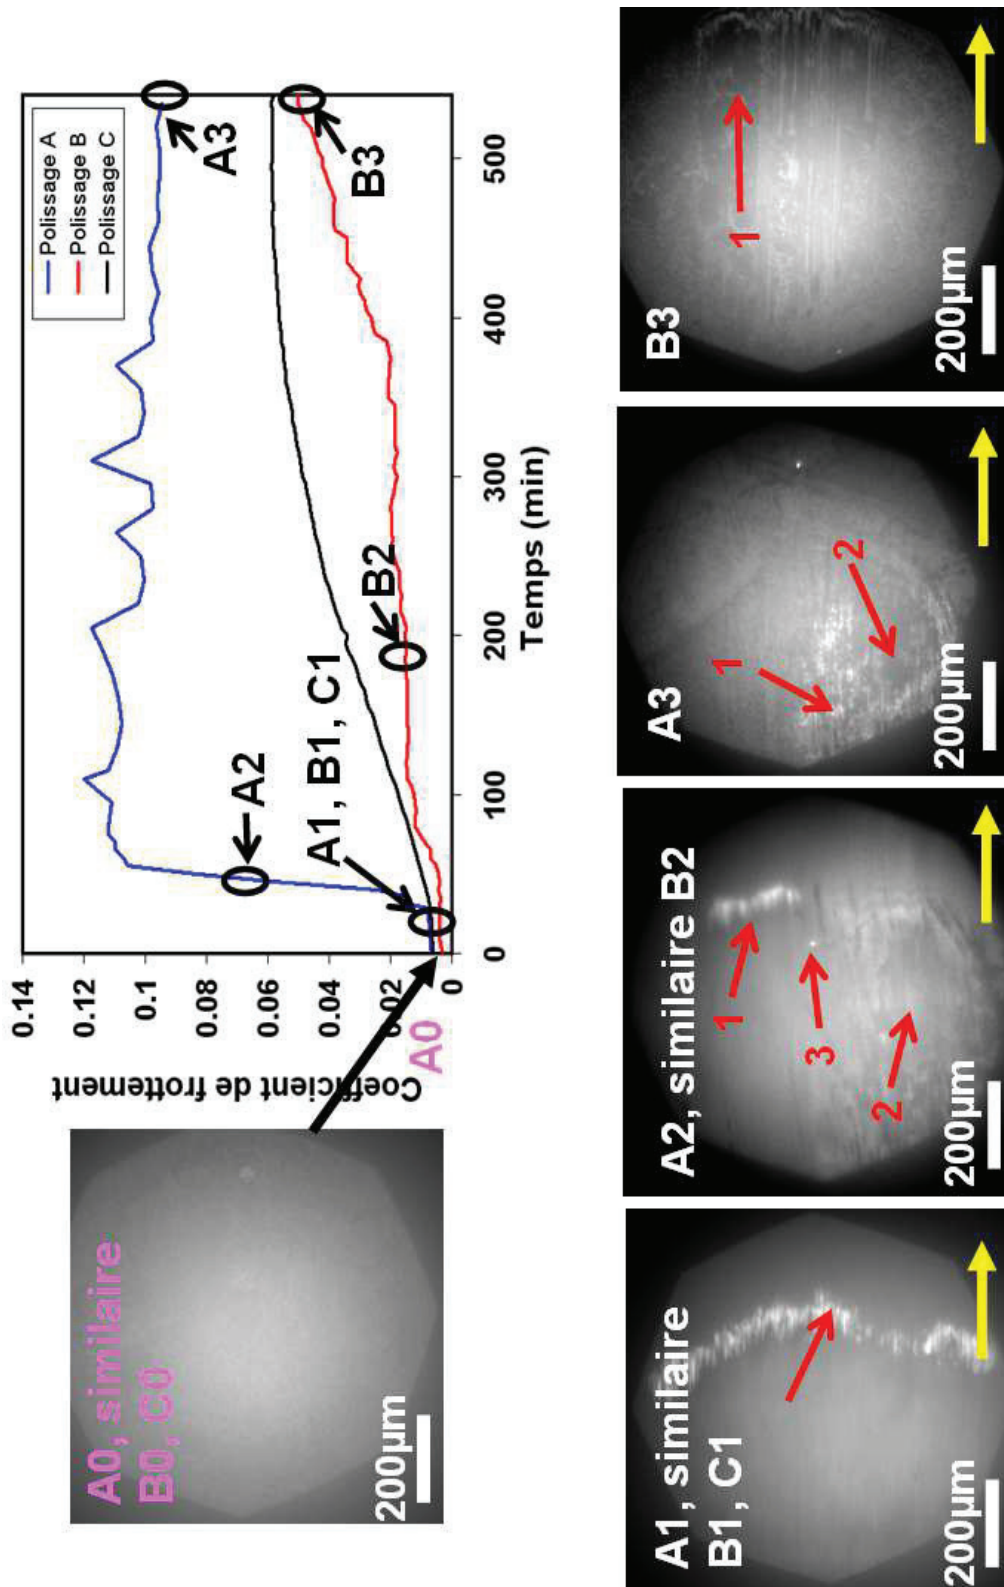 A0, similaire
B0, C0
200µm
Coefficient de frottement
0.14
0.12
0.1
0.08
0.06
0.04
0.02
0
A0
Polissage A
Polissage B
Polissage C
A2
A3
A1, B1, C1
B2
B3
0
100
200
300
400
500
Temps (min)
A1, similaire
B1, C1
200µm
A2, similaire B2
1
2
3
200µm
A3
1
2
200µm
B3
1
200µm